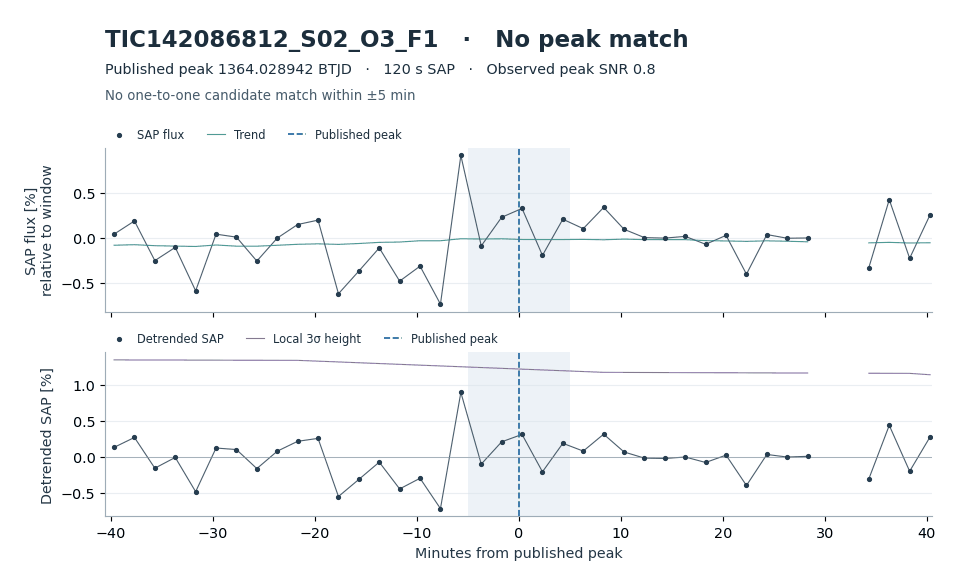 TIC142086812_S02_O3_F1 · No peak match
Published peak 1364.028942 BTJD · 120 s SAP · Observed peak SNR 0.8
No one-to-one candidate match within ±5 min
SAP flux Trend Published peak
SAP flux [%]
relative to window
0.5
0.0
−0.5
Detrended SAP Local 3σ height Published peak
Detrended SAP [%]
1.0
0.5
0.0
−0.5
−40 −30 −20 −10 0 10 20 30 40
Minutes from published peak